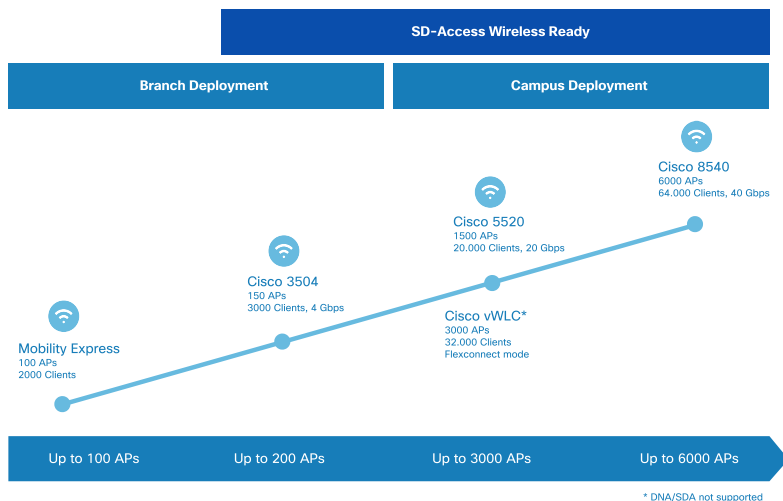 SD-Access Wireless Ready
Branch Deployment
Campus Deployment
Cisco 8540
6000 APs
64.000 Clients, 40 Gbps
Cisco 5520
1500 APs
20.000 Clients, 20 Gbps
Cisco 3504
150 APs
3000 Clients, 4 Gbps
Cisco vWLC*
3000 APs
32.000 Clients
Flexconnect mode
Mobility Express
100 APs
2000 Clients
Up to 100 APs
Up to 200 APs
Up to 3000 APs
Up to 6000 APs
* DNA/SDA not supported